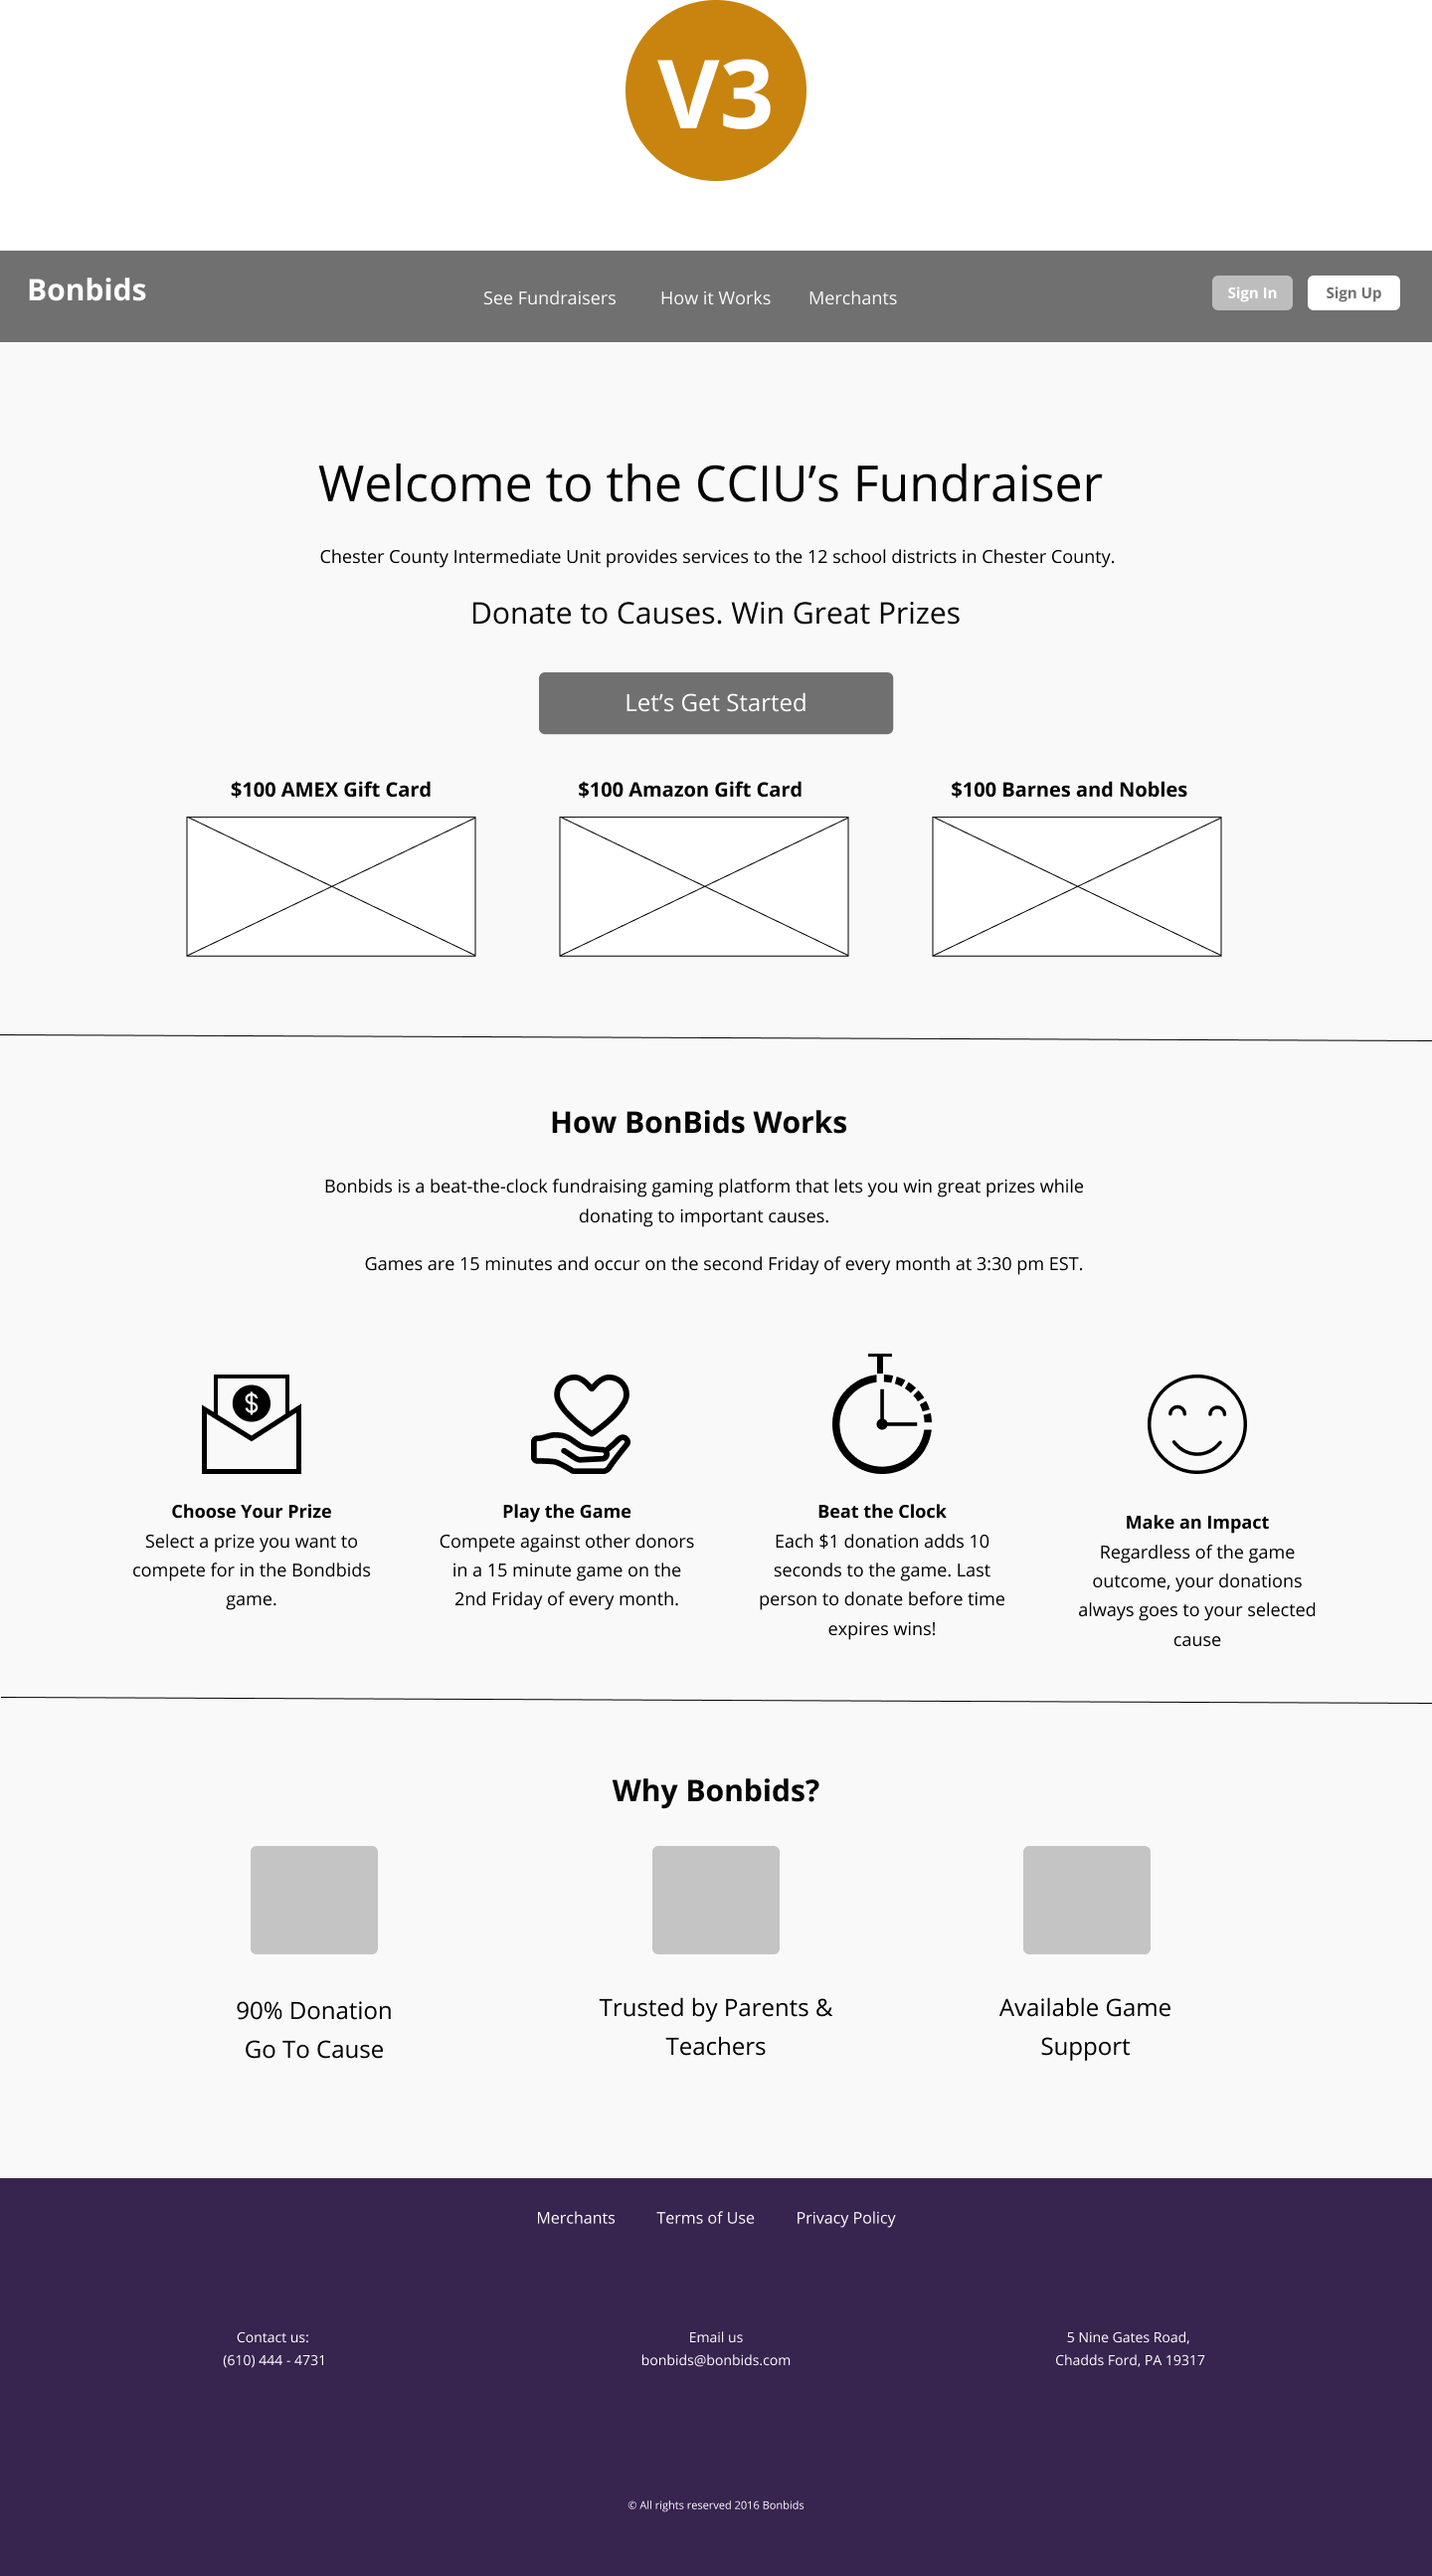 V3
Bonbids
See Fundraisers
How it Works
Merchants
Sign In
Sign Up
Welcome to the CCIU’s Fundraiser
Chester County Intermediate Unit provides services to the 12 school districts in Chester County.
Donate to Causes. Win Great Prizes
Let’s Get Started
$100 AMEX Gift Card
$100 Amazon Gift Card
$100 Barnes and Nobles
How BonBids Works
Bonbids is a beat-the-clock fundraising gaming platform that lets you win great prizes while
donating to important causes.
Games are 15 minutes and occur on the second Friday of every month at 3:30 pm EST.
$
Choose Your Prize
Select a prize you want to
compete for in the Bondbids
game.
Play the Game
Compete against other donors
in a 15 minute game on the
2nd Friday of every month.
Beat the Clock
Each $1 donation adds 10
seconds to the game. Last
person to donate before time
expires wins!
Make an Impact
Regardless of the game
outcome, your donations
always goes to your selected
cause
Why Bonbids?
90% Donation
Go To Cause
Trusted by Parents &
Teachers
Available Game
Support
Merchants
Terms of Use
Privacy Policy
Contact us:
(610) 444 - 4731
Email us
bonbids@bonbids.com
5 Nine Gates Road,
Chadds Ford, PA 19317
© All rights reserved 2016 Bonbids